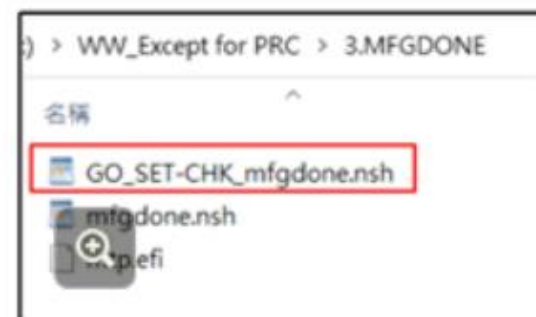 :) > WW_Except for PRC > 3.MFGDONE
名稱
GO_SET-CHK_mfgdone.nsh
mfgdone.nsh